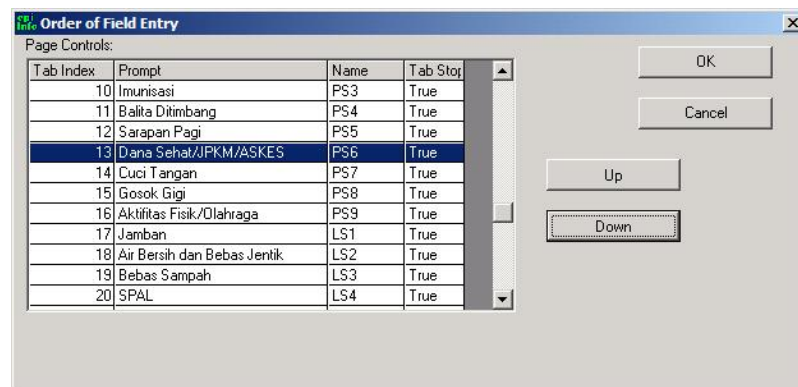 Epi Info Order of Field Entry
Page Controls:
Tab Index Prompt Name Tab Stop
10 Imunisasi PS3 True
11 Balita Ditimbang PS4 True
12 Sarapan Pagi PS5 True
13 Dana Sehat/JPKM/ASKES PS6 True
14 Cuci Tangan PS7 True
15 Gosok Gigi PS8 True
16 Aktifitas Fisik/Olahraga PS9 True
17 Jamban LS1 True
18 Air Bersih dan Bebas Jentik LS2 True
19 Bebas Sampah LS3 True
20 SPAL LS4 True
OK
Cancel
Up
Down